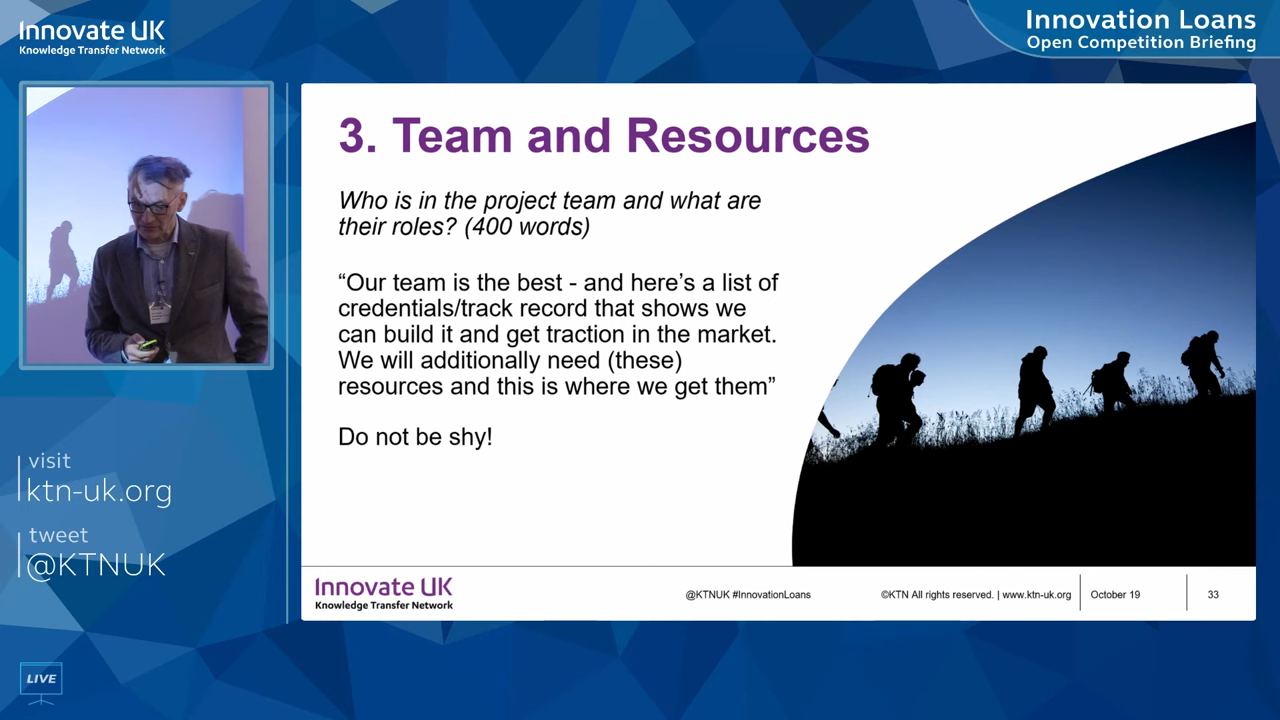 Innovate UK
Knowledge Transfer Network
Innovation Loans
Open Competition Briefing
3. Team and Resources
Who is in the project team and what are
their roles? (400 words)
“Our team is the best - and here’s a list of
credentials/track record that shows we
can build it and get traction in the market.
We will additionally need (these)
resources and this is where we get them”
Do not be shy!
visit
ktn-uk.org
tweet
@KTNUK
Innovate UK
Knowledge Transfer Network
@KTNUK #InnovationLoans
©KTN All rights reserved. | www.ktn-uk.org
October 19
33
LIVE